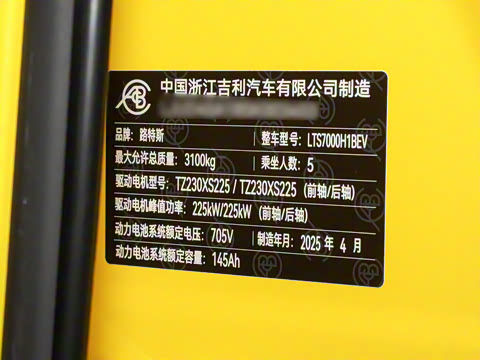 中国浙江吉利汽车有限公司制造
品牌：路特斯 整车型号：LTS7000H1BEV
最大允许总质量：3100kg 乘坐人数：5
驱动电机型号：TZ230XS225 / TZ230XS225（前轴/后轴）
驱动电机峰值功率：225kW/225kW（前轴/后轴）
动力电池系统额定电压：705V 制造年月：2025 年 4 月
动力电池系统额定容量：145Ah